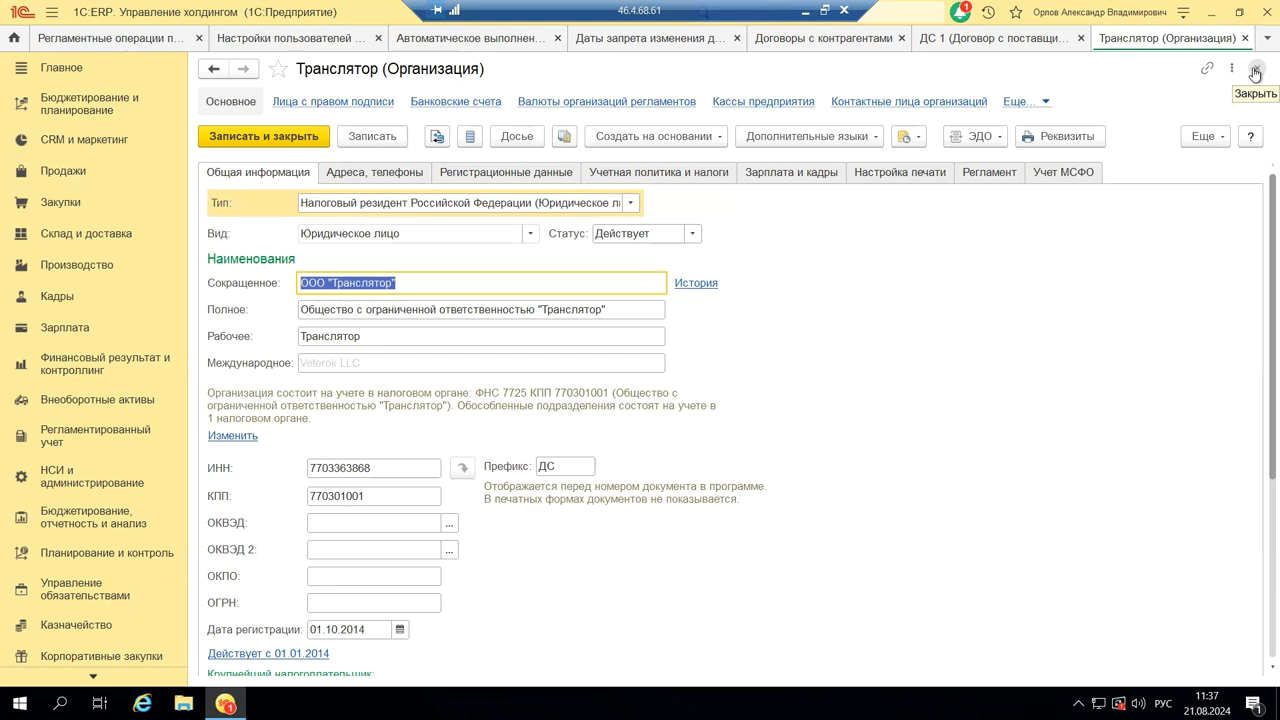 1С:ERP. Управление холдингом (1С:Предприятие)
46.4.68.61
1
Орлов Александр Владимирович
Регламентные операции п...
Настройки пользователей ...
Автоматическое выполнен...
Даты запрета изменения д...
Договоры с контрагентами
ДС 1 (Договор с поставщи...
Транслятор (Организация)
Главное
Бюджетирование и
планирование
CRM и маркетинг
Продажи
Закупки
Склад и доставка
Производство
Кадры
Зарплата
Финансовый результат и
контроллинг
Внеоборотные активы
Регламентированный
учет
НСИ и
администрирование
Бюджетирование,
отчетность и анализ
Планирование и контроль
Управление
обязательствами
Казначейство
Корпоративные закупки
Транслятор (Организация)
Закрыть
Основное
Лица с правом подписи
Банковские счета
Валюты организаций регламентов
Кассы предприятия
Контактные лица организаций
Еще...
Записать и закрыть
Записать
Досье
Создать на основании
Дополнительные языки
ЭДО
Реквизиты
Еще
?
Общая информация
Адреса, телефоны
Регистрационные данные
Учетная политика и налоги
Зарплата и кадры
Настройка печати
Регламент
Учет МСФО
Тип: Налоговый резидент Российской Федерации (Юридическое л
Вид: Юридическое лицо Статус: Действует
Наименования
Сокращенное: ООО "Транслятор" История
Полное: Общество с ограниченной ответственностью "Транслятор"
Рабочее: Транслятор
Международное: Veterok LLC
Организация состоит на учете в налоговом органе: ФНС 7725 КПП 770301001 (Общество с
ограниченной ответственностью "Транслятор"). Обособленные подразделения состоят на учете в
1 налоговом органе.
Изменить
ИНН: 7703363868 Префикс: ДС
Отображается перед номером документа в программе.
В печатных формах документов не показывается.
КПП: 770301001
ОКВЭД: ...
ОКВЭД 2: ...
ОКПО:
ОГРН:
Дата регистрации: 01.10.2014
Действует с 01.01.2014
Крупнейший налогоплательщик:
1
РУС
11:37
21.08.2024
1